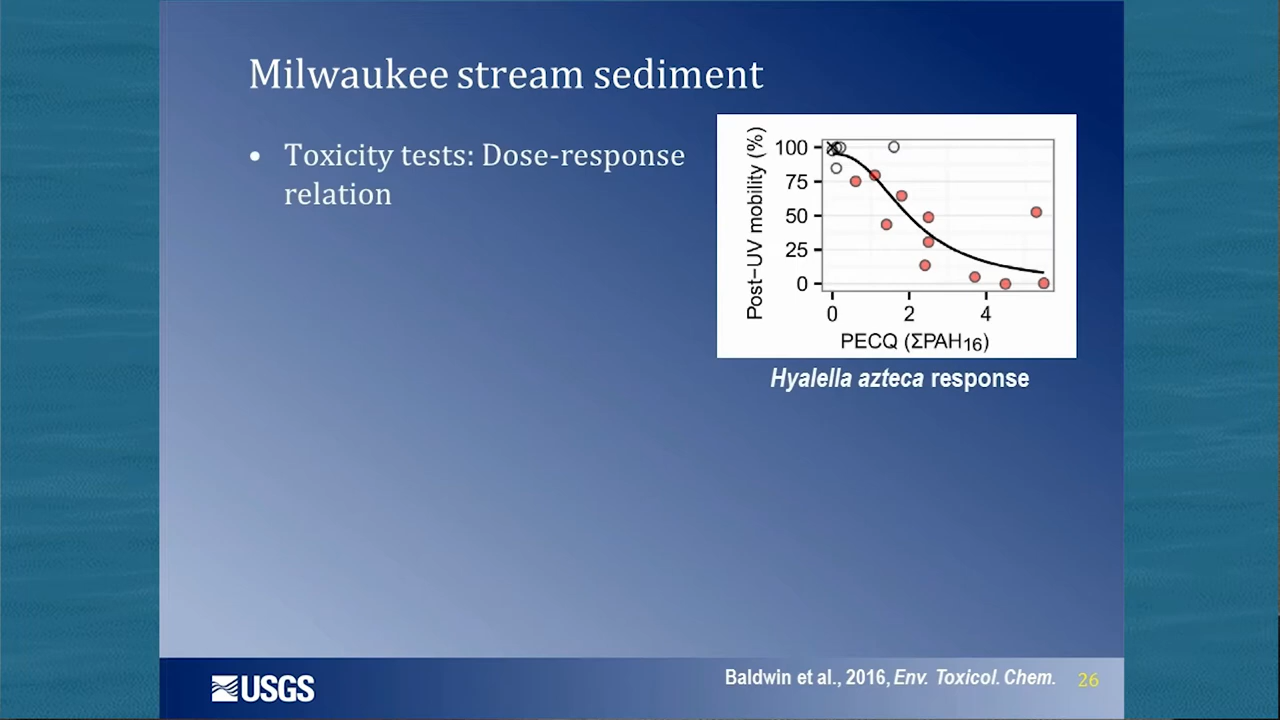 Milwaukee stream sediment
• Toxicity tests: Dose-response
relation
Post−UV mobility (%)
100
75
50
25
0
0 2 4
PECQ (ΣPAH16)
Hyalella azteca response
USGS
Baldwin et al., 2016, Env. Toxicol. Chem. 26